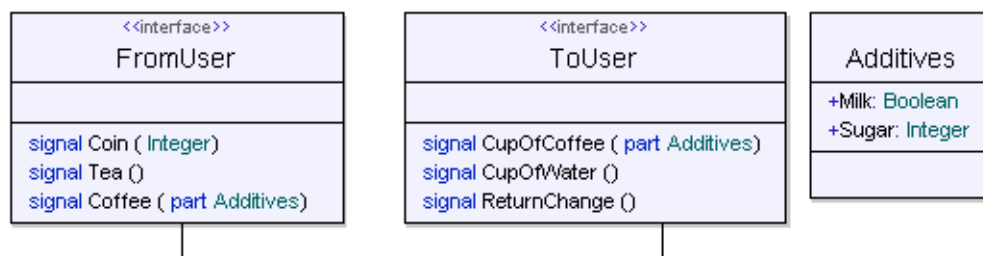 <<interface>>
FromUser
signal Coin ( Integer)
signal Tea ()
signal Coffee ( part Additives)
<<interface>>
ToUser
signal CupOfCoffee ( part Additives)
signal CupOfWater ()
signal ReturnChange ()
Additives
+Milk: Boolean
+Sugar: Integer